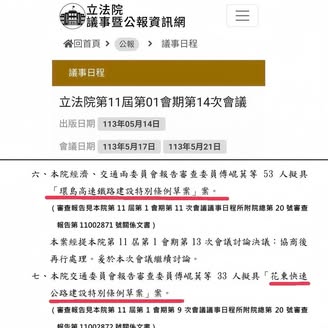 立法院
議事暨公報資訊網
回首頁 > 公報 > 議事日程
議事日程
立法院第11屆第01會期第14次會議
出版日期 113年05月14日
會議日期 113年05月17日 113年05月21日
六、本院經濟、交通兩委員會報告審查委員傅崐萁等 53 人擬具
「環島高速鐵路建設特別條例草案」案。
(審查報告見本院第 11 屆第 1 會期第 11 次會議議事日程所附院總第 20 號審查
報告第 11002871 號關係文書)
本案經提本院第 11 屆第 1 會期第 13 次會議討論決議:協商後
再行處理。爰於本次會議繼續討論。
七、本院交通委員會報告審查委員傅崐萁等 33 人擬具「花東快速
公路建設特別條例草案」案。
(審查報告見本院第 11 屆第 1 會期第 9 次會議議事日程所附院總第 20 號審查
報告第 11002872 號關係文書)